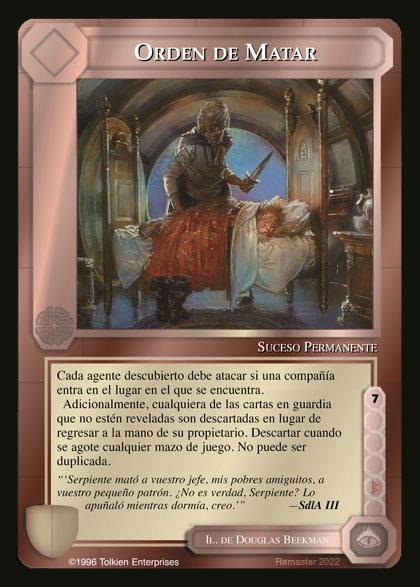 ORDEN DE MATAR
SUCESO PERMANENTE
Cada agente descubierto debe atacar si una compañía
entra en el lugar en el que se encuentra.
Adicionalmente, cualquiera de las cartas en guardia
que no estén reveladas son descartadas en lugar de
regresar a la mano de su propietario. Descartar cuando
se agote cualquier mazo de juego. No puede ser
duplicada.
“‘Serpiente mató a vuestro jefe, mis pobres amiguitos, a
vuestro pequeño patrón. ¿No es verdad, Serpiente? Lo
apuñaló mientras dormía, creo.’” —SdlA III
7
IL. DE DOUGLAS BEEKMAN
©1996 Tolkien Enterprises
Remaster 2022